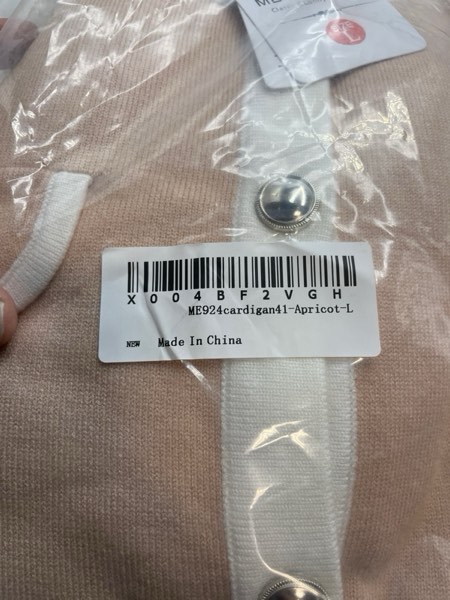 X004BF2VGH
ME924cardigan41-Apricot-L
NEW Made In China